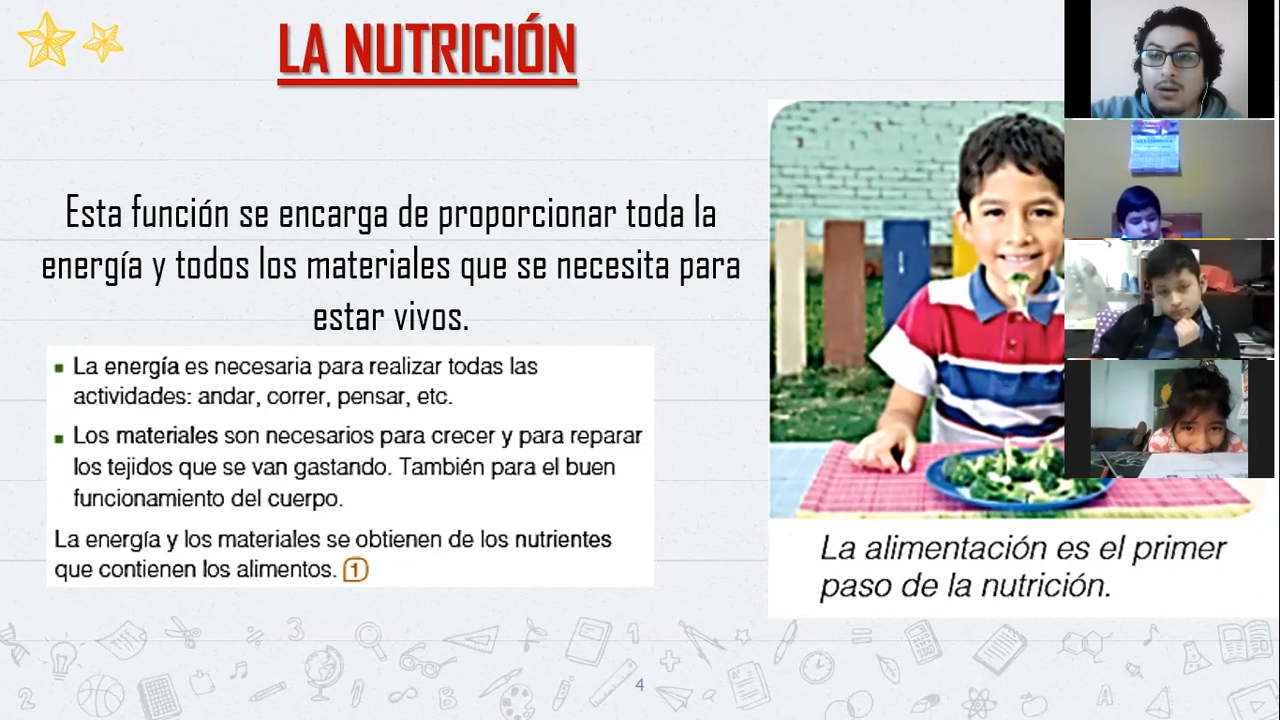 LA NUTRICIÓN
Esta función se encarga de proporcionar toda la
energía y todos los materiales que se necesita para
estar vivos.
▪ La energía es necesaria para realizar todas las
actividades: andar, correr, pensar, etc.
▪ Los materiales son necesarios para crecer y para reparar
los tejidos que se van gastando. También para el buen
funcionamiento del cuerpo.
La energía y los materiales se obtienen de los nutrientes
que contienen los alimentos. 1
La alimentación es el primer
paso de la nutrición.
4